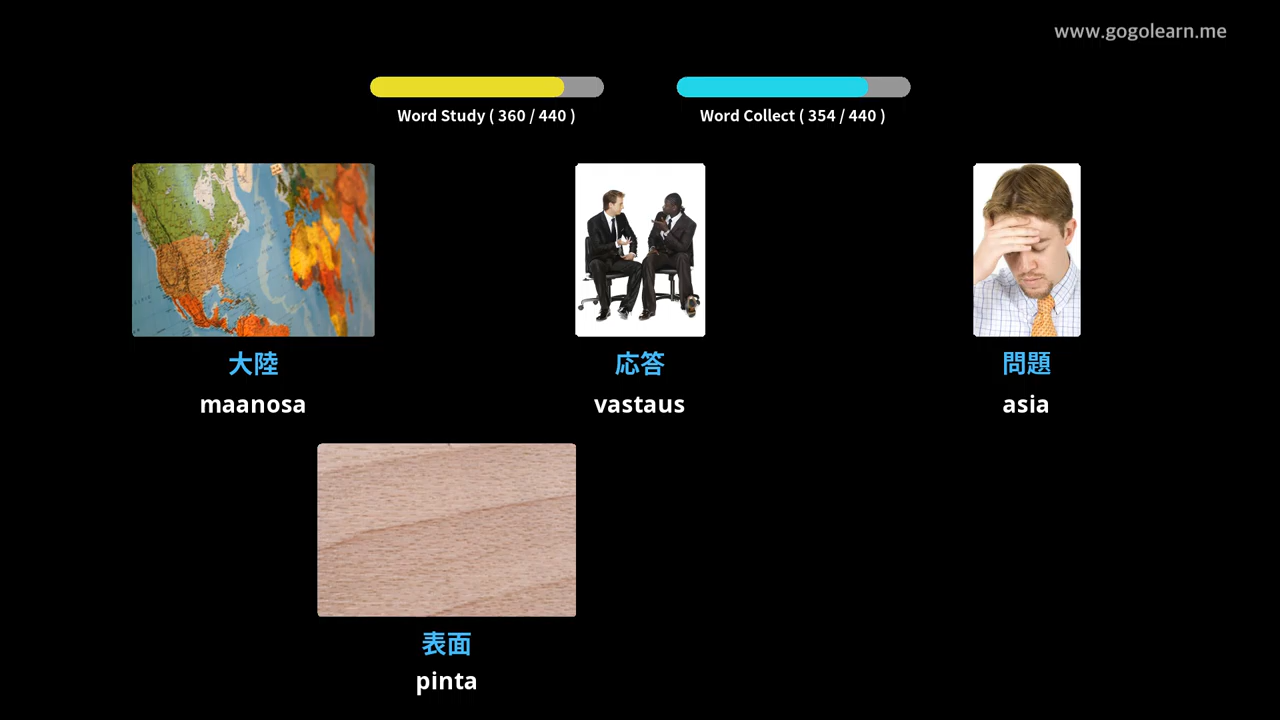 www.gogolearn.me
Word Study ( 360 / 440 )
Word Collect ( 354 / 440 )
大陸
maanosa
応答
vastaus
問題
asia
表面
pinta